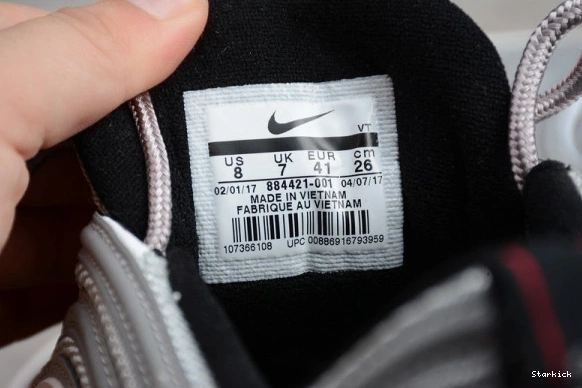 VT
US UK EUR cm
8 7 41 26
02/01/17 884421-001 04/07/17
MADE IN VIETNAM
FABRIQUE AU VIETNAM
107366108 UPC 00886916793959
Starkick